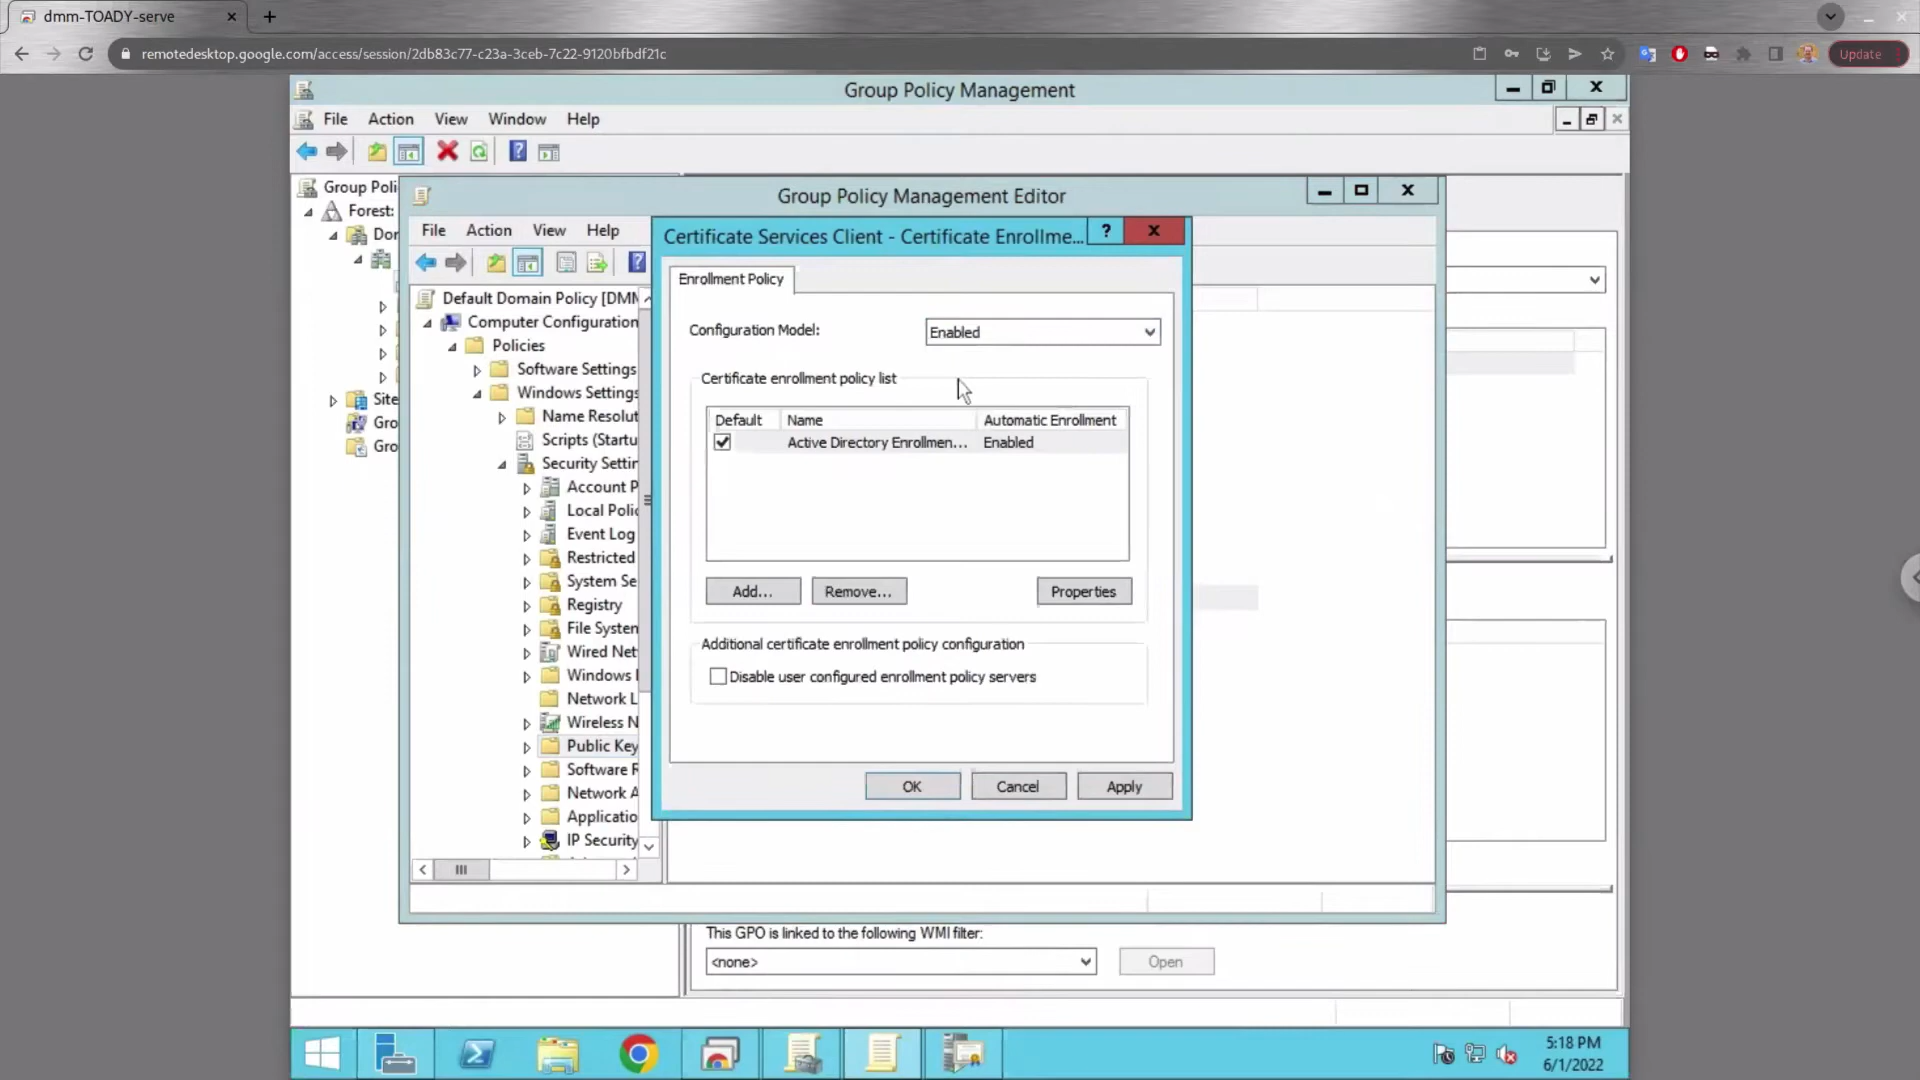 dmm-TOADY-serve
remotedesktop.google.com/access/session/2db83c77-c23a-3ceb-7c22-9120bfbdf21c
Update
Group Policy Management
File Action View Window Help
Group Poli
Forest:
Dor
Site
Gro
Gro
Group Policy Management Editor
File Action View Help
Default Domain Policy [DMM
Computer Configuration
Policies
Software Settings
Windows Settings
Name Resolut
Scripts (Startu
Security Settin
Account P
Local Polic
Event Log
Restricted
System Se
Registry
File System
Wired Net
Windows
Network L
Wireless N
Public Key
Software R
Network A
Applicatio
IP Security
Certificate Services Client - Certificate Enrollme...
?
Enrollment Policy
Configuration Model: Enabled
Certificate enrollment policy list
Default Name Automatic Enrollment
Active Directory Enrollmen... Enabled
Add... Remove... Properties
Additional certificate enrollment policy configuration
Disable user configured enrollment policy servers
OK Cancel Apply
This GPO is linked to the following WMI filter:
<none> Open
5:18 PM
6/1/2022